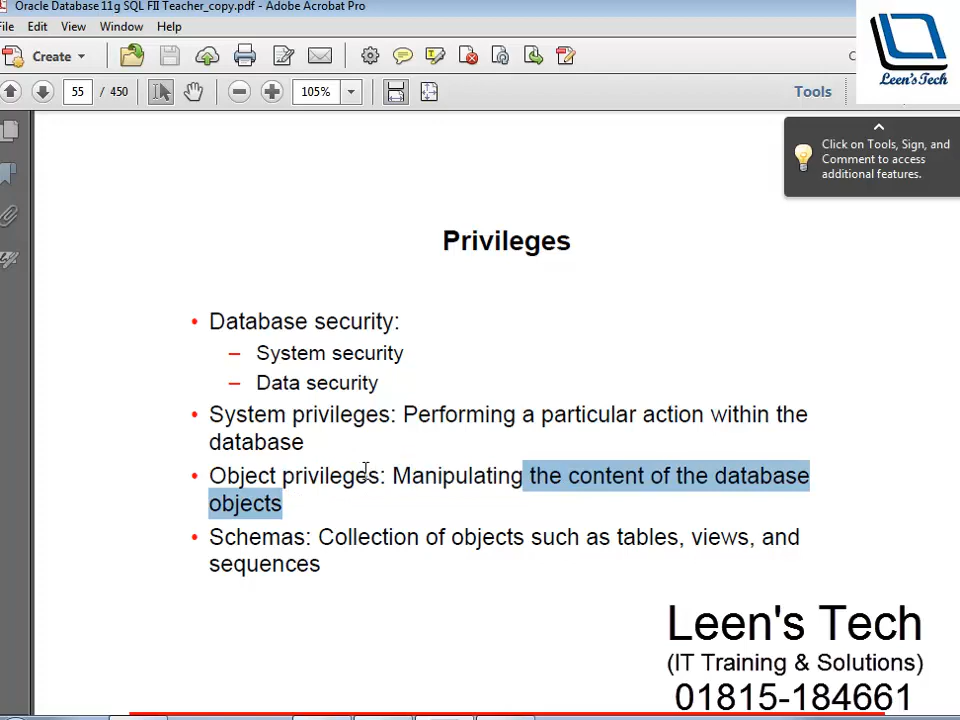 Oracle Database 11g SQL FII Teacher_copy.pdf - Adobe Acrobat Pro
File Edit View Window Help
Create
55 / 450 105% Tools
Leen'sTech
Click on Tools, Sign, and
Comment to access
additional features.
Privileges
• Database security:
– System security
– Data security
• System privileges: Performing a particular action within the
database
• Object privileges: Manipulating the content of the database
objects
• Schemas: Collection of objects such as tables, views, and
sequences
Leen's Tech
(IT Training & Solutions)
01815-184661